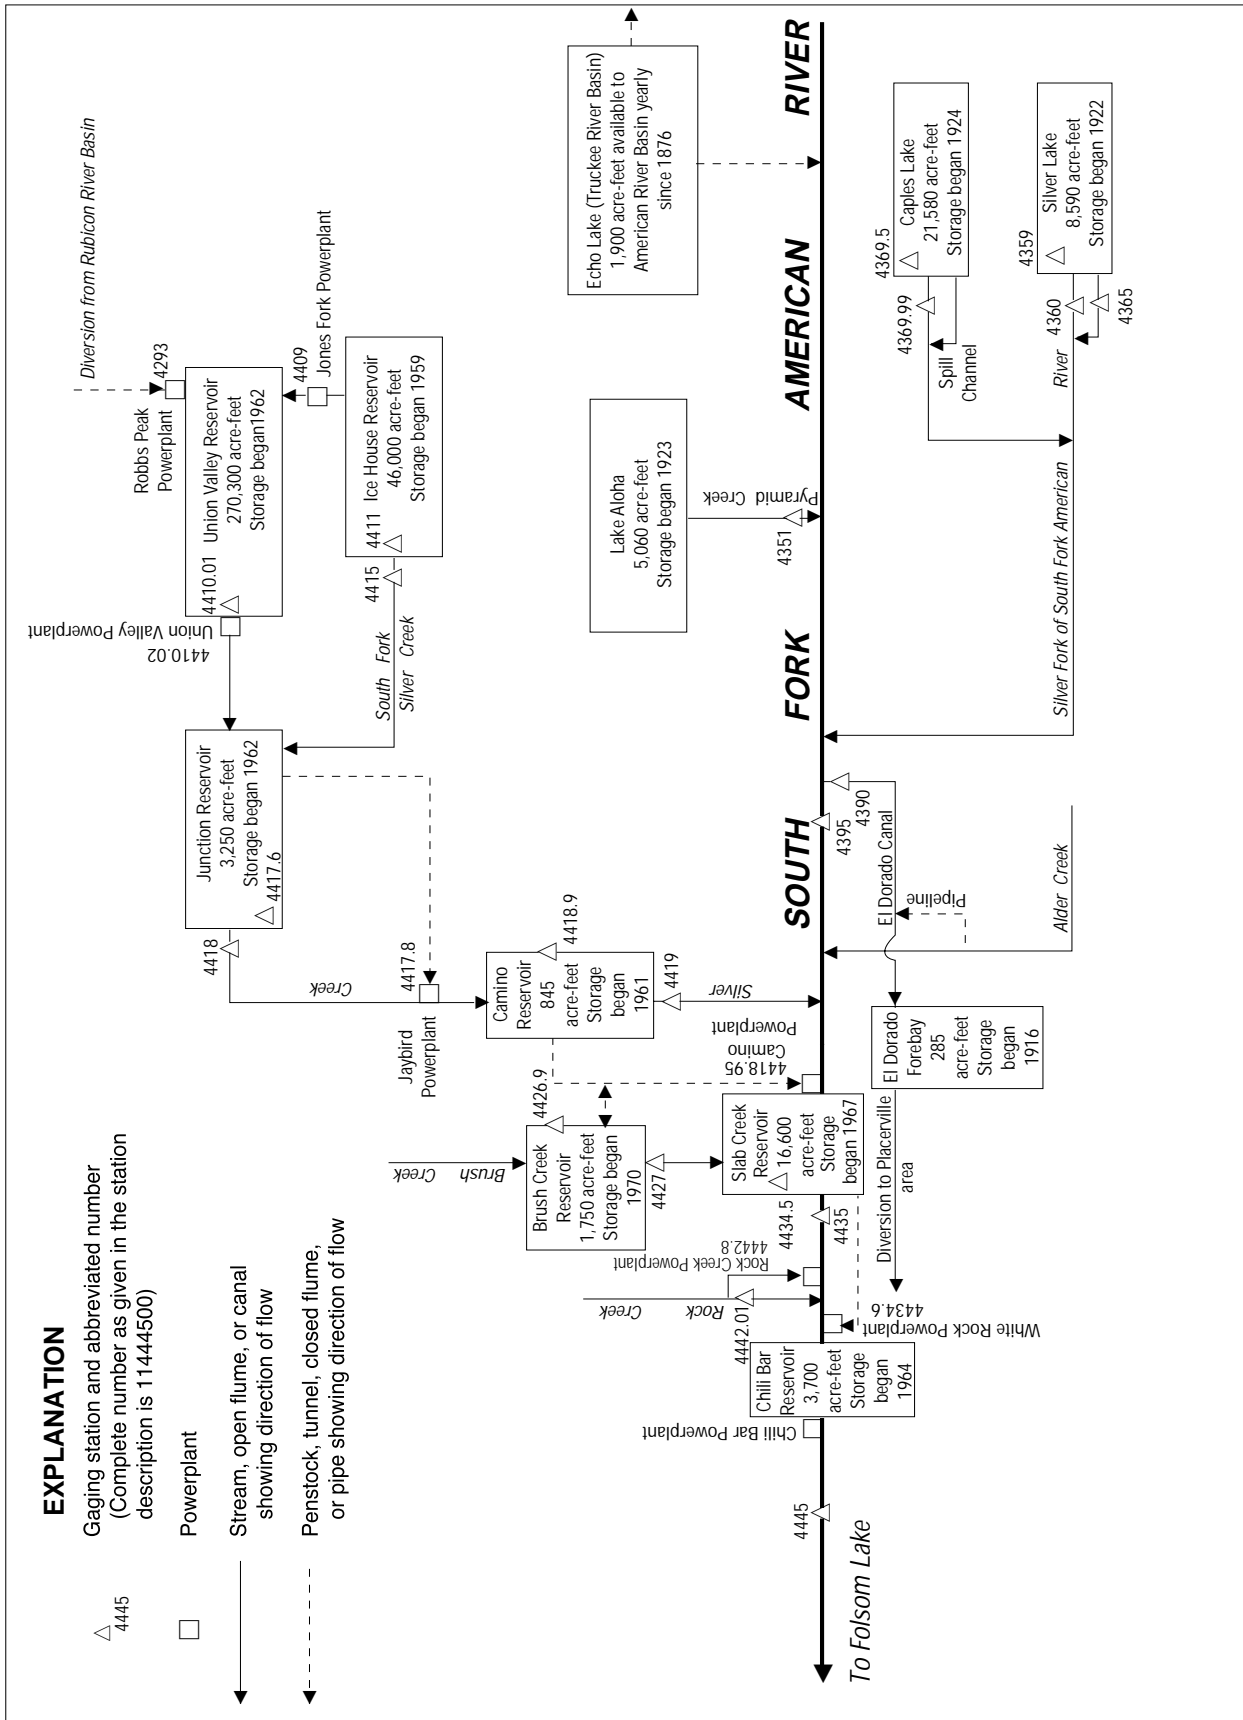 EXPLANATION
4445
Gaging station and abbreviated number
(Complete number as given in the station
description is 11444500)
Powerplant
Stream, open flume, or canal
showing direction of flow
Penstock, tunnel, closed flume,
or pipe showing direction of flow
Diversion from Rubicon River Basin
Robbs Peak
Powerplant
4293
4410.01
Union Valley Reservoir
270,300 acre-feet
Storage began1962
4409
Jones Fork Powerplant
4411
Ice House Reservoir
46,000 acre-feet
Storage began 1959
4415
South Fork
Silver Creek
4410.02
Union Valley Powerplant
Junction Reservoir
3,250 acre-feet
Storage began 1962
4417.6
4418
Creek
4417.8
Jaybird
Powerplant
Camino
Reservoir
845
acre-feet
Storage
began
1961
4418.9
4419
Silver
4418.95
Camino
Powerplant
Brush
Creek
4426.9
Brush Creek
Reservoir
1,750 acre-feet
Storage began
1970
4427
Slab Creek
Reservoir
16,600
acre-feet
Storage
began 1967
4434.5
4435
4442.8
Rock Creek Powerplant
Rock
Creek
4442.01
4434.6
White Rock Powerplant
Chili Bar
Reservoir
3,700
acre-feet
Storage
began
1964
Chili Bar Powerplant
4445
To Folsom Lake
SOUTH FORK AMERICAN RIVER
Echo Lake (Truckee River Basin)
1,900 acre-feet available to
American River Basin yearly
since 1876
Lake Aloha
5,060 acre-feet
Storage began 1923
4351
Pyramid Creek
4369.5
Caples Lake
21,580 acre-feet
Storage began 1924
4369.99
Spill
Channel
4359
Silver Lake
8,590 acre-feet
Storage began 1922
4360
4365
River
Silver Fork of South Fork American
4395
4390
El Dorado Canal
Pipeline
Alder Creek
El Dorado
Forebay
285
acre-feet
Storage
began
1916
Diversion to Placerville
area